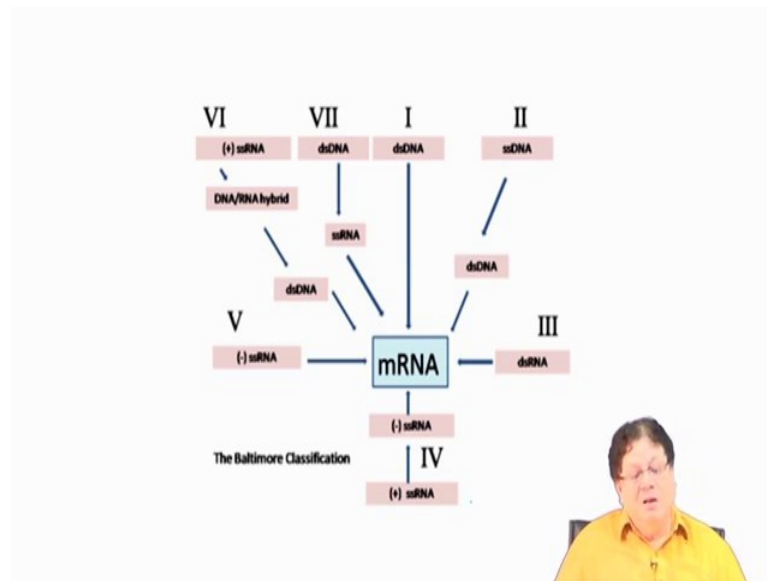 VI VII I II
(+) ssRNA dsDNA dsDNA ssDNA
DNA/RNA hybrid
ssRNA
dsDNA
dsDNA
V III
(-) ssRNA mRNA dsRNA
(-) ssRNA
The Baltimore Classification IV
(+) ssRNA